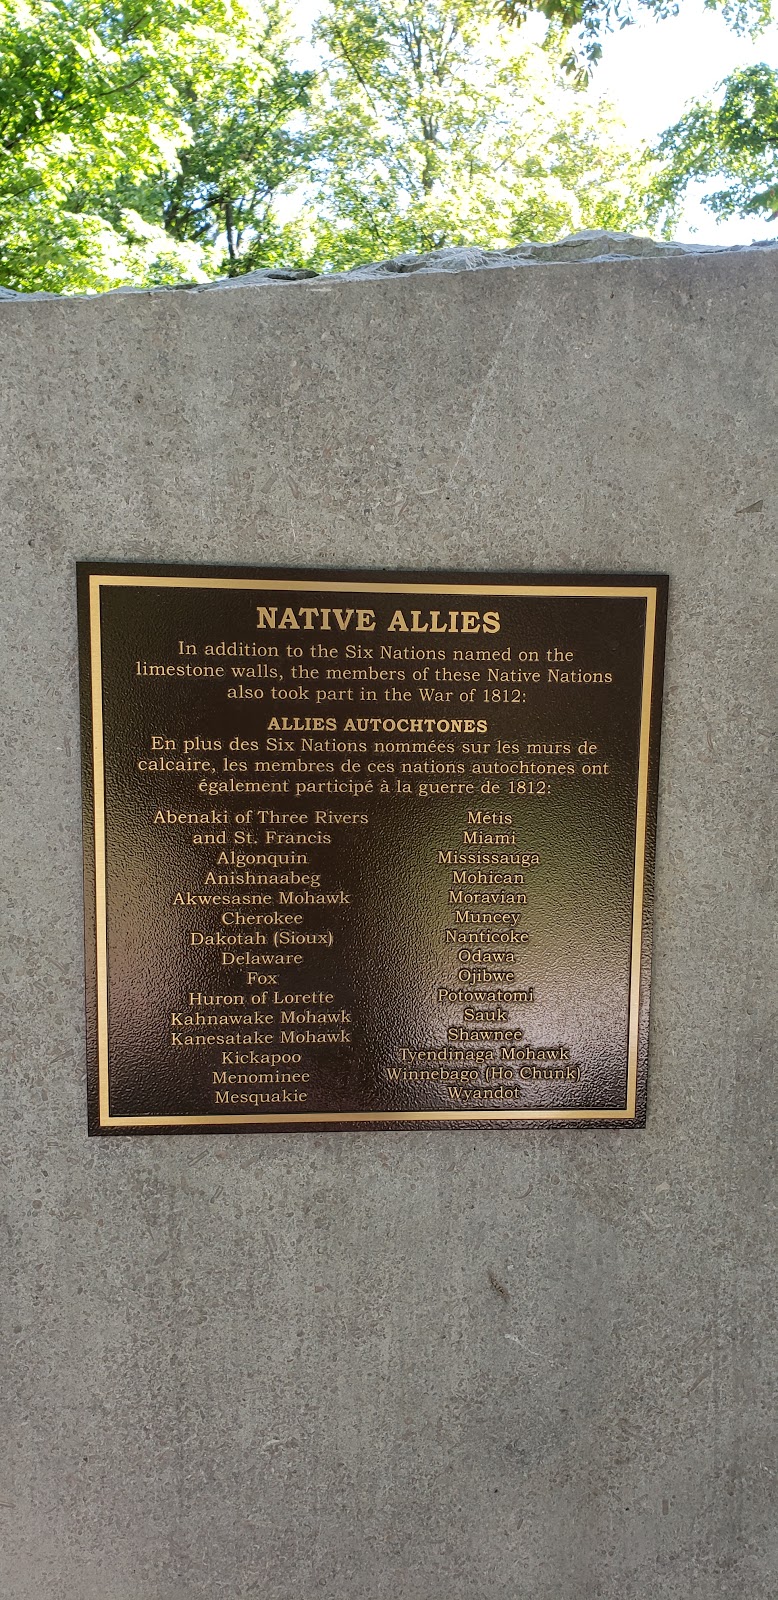 NATIVE ALLIES
In addition to the Six Nations named on the
limestone walls, the members of these Native Nations
also took part in the War of 1812:
ALLIES AUTOCHTONES
En plus des Six Nations nommées sur les murs de
calcaire, les membres de ces nations autochtones ont
également participé à la guerre de 1812:
Abenaki of Three Rivers
and St. Francis
Algonquin
Anishnaabeg
Akwesasne Mohawk
Cherokee
Dakotah (Sioux)
Delaware
Fox
Huron of Lorette
Kahnawake Mohawk
Kanesatake Mohawk
Kickapoo
Menominee
Mesquakie
Métis
Miami
Mississauga
Mohican
Moravian
Muncey
Nanticoke
Odawa
Ojibwe
Potowatomi
Sauk
Shawnee
Tyendinaga Mohawk
Winnebago (Ho Chunk)
Wyandot